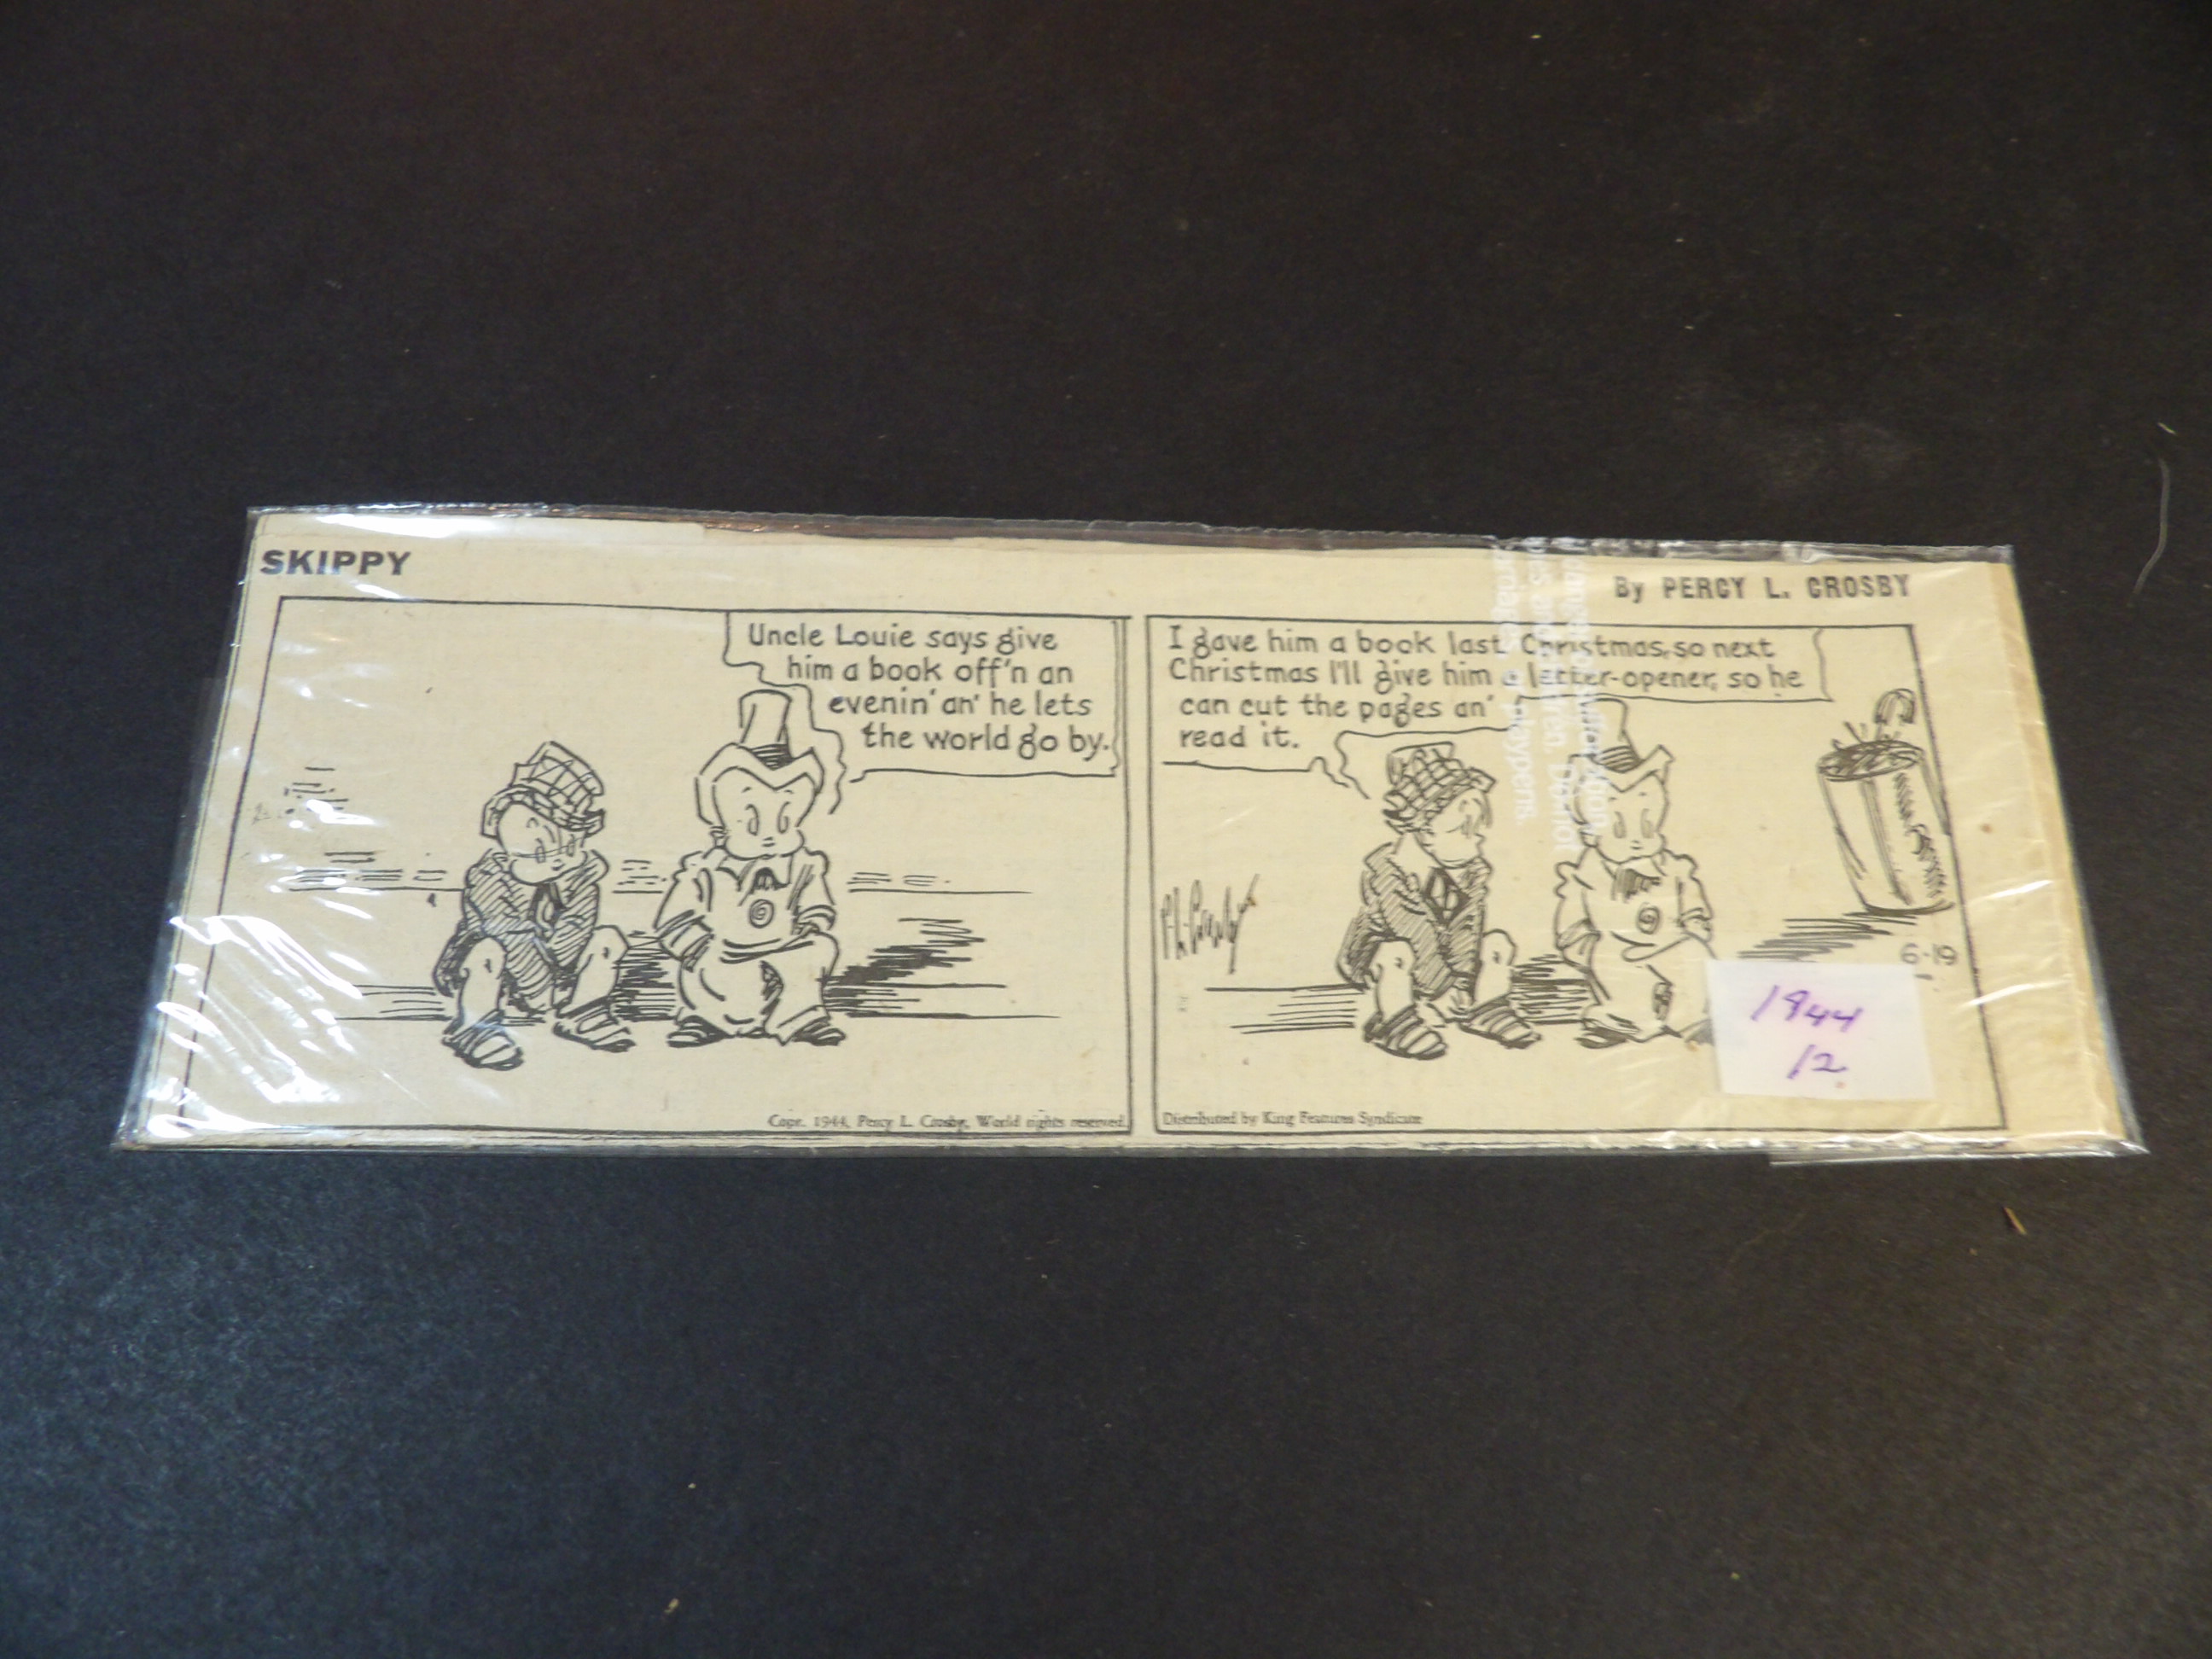 SKIPPY
By PERCY L. CROSBY
Uncle Louie says give
him a book off'n an
evenin' an' he lets
the world go by.
I gave him a book last Christmas, so next
Christmas I'll give him a letter-opener, so he
can cut the pages an'
read it.
6-19
1944
12
Copr. 1944, Percy L. Crosby, World rights reserved
Distributed by King Features Syndicate
playpens.